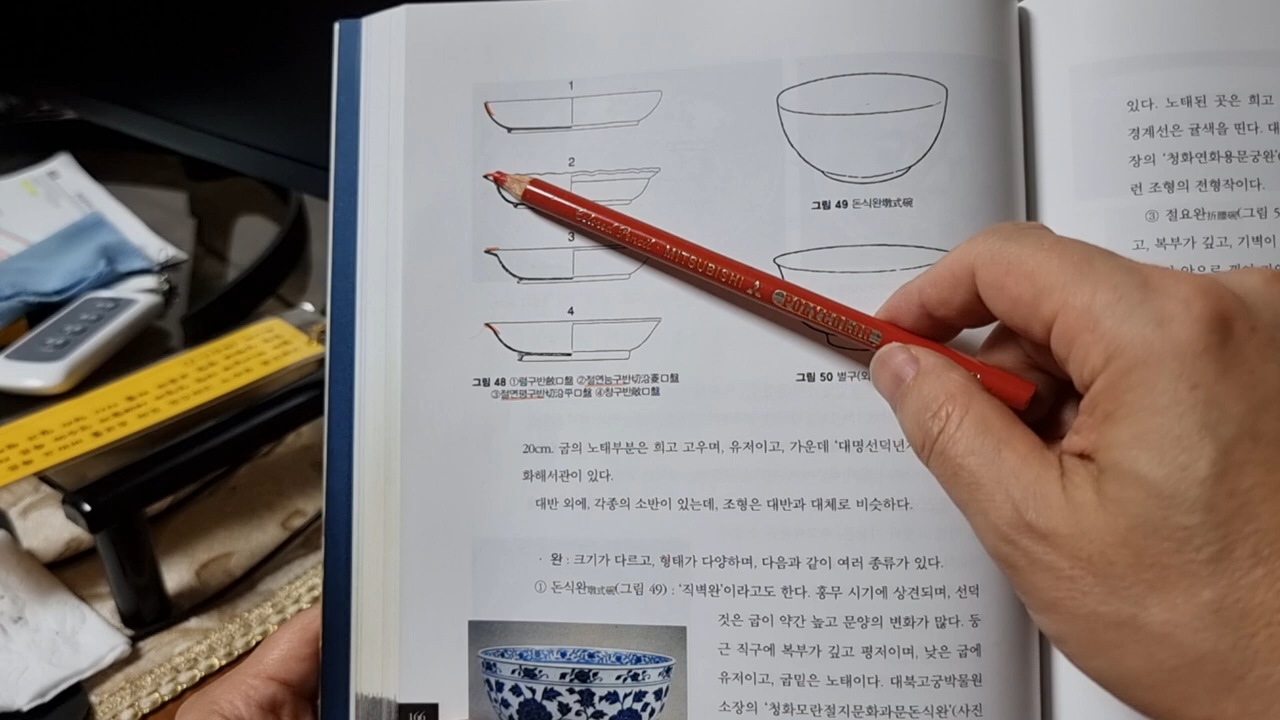 1
2
3
4
그림 48 ①렴구반斂口盤 ②절연능구반切沿菱口盤
③절연평구반切沿平口盤 ④창구반敞口盤
그림 49 돈식완墩式碗
그림 50 벌구(외
Colored Pencil · MITSUBISHI POLYCOLOR
20cm. 굽의 노태부분은 희고 고우며, 유저이고, 가운데 ‘대명선덕년
화해서관이 있다.
대반 외에, 각종의 소반이 있는데, 조형은 대반과 대체로 비슷하다.
· 완 : 크기가 다르고, 형태가 다양하며, 다음과 같이 여러 종류가 있다.
① 돈식완墩式碗(그림 49) : ‘직벽완’이라고도 한다. 홍무 시기에 상견되며, 선덕
것은 굽이 약간 높고 문양의 변화가 많다. 둥
근 직구에 복부가 깊고 평저이며, 낮은 굽에
유저이고, 굽밑은 노태이다. 대북고궁박물원
소장의 ‘청화모란절지문화과문돈식완’(사진
166
있다. 노태된 곳은 희고
경계선은 귤색을 띤다. 대
장의 ‘청화연화용문궁완’(
런 조형의 전형작이다.
③ 절요완折腰碗(그림 5
고, 복부가 깊고, 기벽이